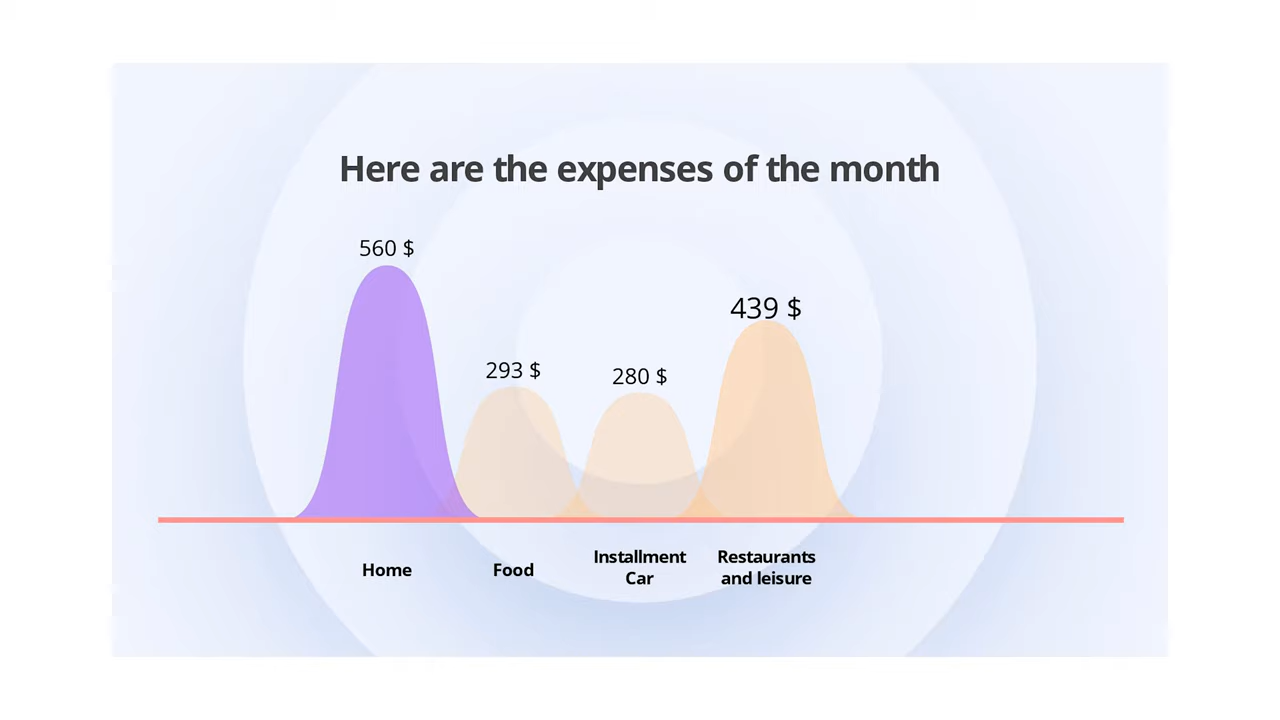 Here are the expenses of the month
560 $
439 $
293 $
280 $
Home
Food
Installment
Car
Restaurants
and leisure